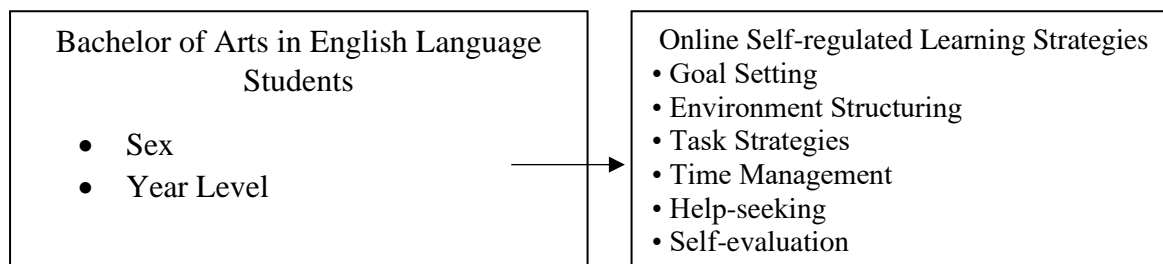 Bachelor of Arts in English Language
Students
• Sex
• Year Level
Online Self-regulated Learning Strategies
• Goal Setting
• Environment Structuring
• Task Strategies
• Time Management
• Help-seeking
• Self-evaluation